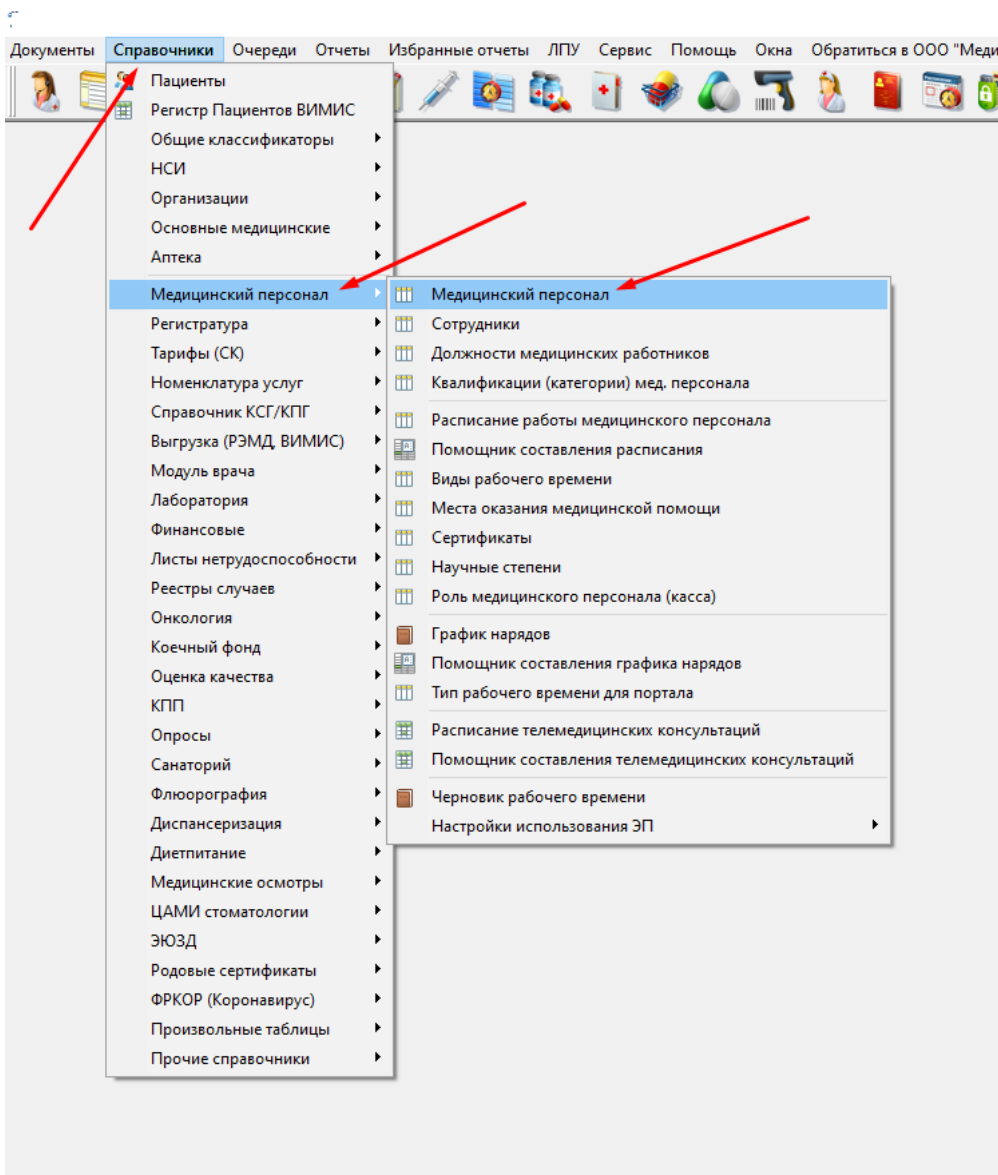 Документы Справочники Очереди Отчеты Избранные отчеты ЛПУ Сервис Помощь Окна Обратиться в ООО "Меди
Пациенты
Регистр Пациентов ВИМИС
Общие классификаторы
НСИ
Организации
Основные медицинские
Аптека
Медицинский персонал
Регистратура
Тарифы (СК)
Номенклатура услуг
Справочник КСГ/КПГ
Выгрузка (РЭМД, ВИМИС)
Модуль врача
Лаборатория
Финансовые
Листы нетрудоспособности
Реестры случаев
Онкология
Коечный фонд
Оценка качества
КПП
Опросы
Санаторий
Флюорография
Диспансеризация
Диетпитание
Медицинские осмотры
ЦАМИ стоматологии
ЭЮЗД
Родовые сертификаты
ФРКОР (Коронавирус)
Произвольные таблицы
Прочие справочники
Медицинский персонал
Сотрудники
Должности медицинских работников
Квалификации (категории) мед. персонала
Расписание работы медицинского персонала
Помощник составления расписания
Виды рабочего времени
Места оказания медицинской помощи
Сертификаты
Научные степени
Роль медицинского персонала (касса)
График нарядов
Помощник составления графика нарядов
Тип рабочего времени для портала
Расписание телемедицинских консультаций
Помощник составления телемедицинских консультаций
Черновик рабочего времени
Настройки использования ЭП